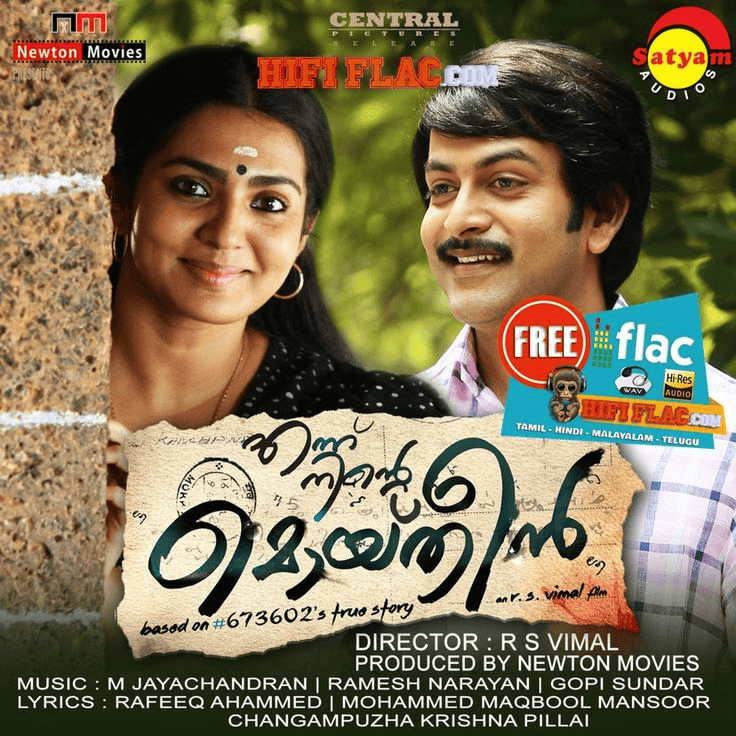 Newton Movies
PRESENTS
CENTRAL
PICTURES
RELEASE
HIFI FLAC.COM
Satyam
AUDIOS
FREE
flac
WAV
Hi-Res
AUDIO
HIFI FLAC.COM
TAMIL - HINDI - MALAYALAM - TELUGU
എന്ന്
നിന്റെ
മൊയ്തീൻ
based on #673602's true story
an r. s. vimal film
DIRECTOR : R S VIMAL
PRODUCED BY NEWTON MOVIES
MUSIC : M JAYACHANDRAN | RAMESH NARAYAN | GOPI SUNDAR
LYRICS : RAFEEQ AHAMMED | MOHAMMED MAQBOOL MANSOOR
CHANGAMPUZHA KRISHNA PILLAI